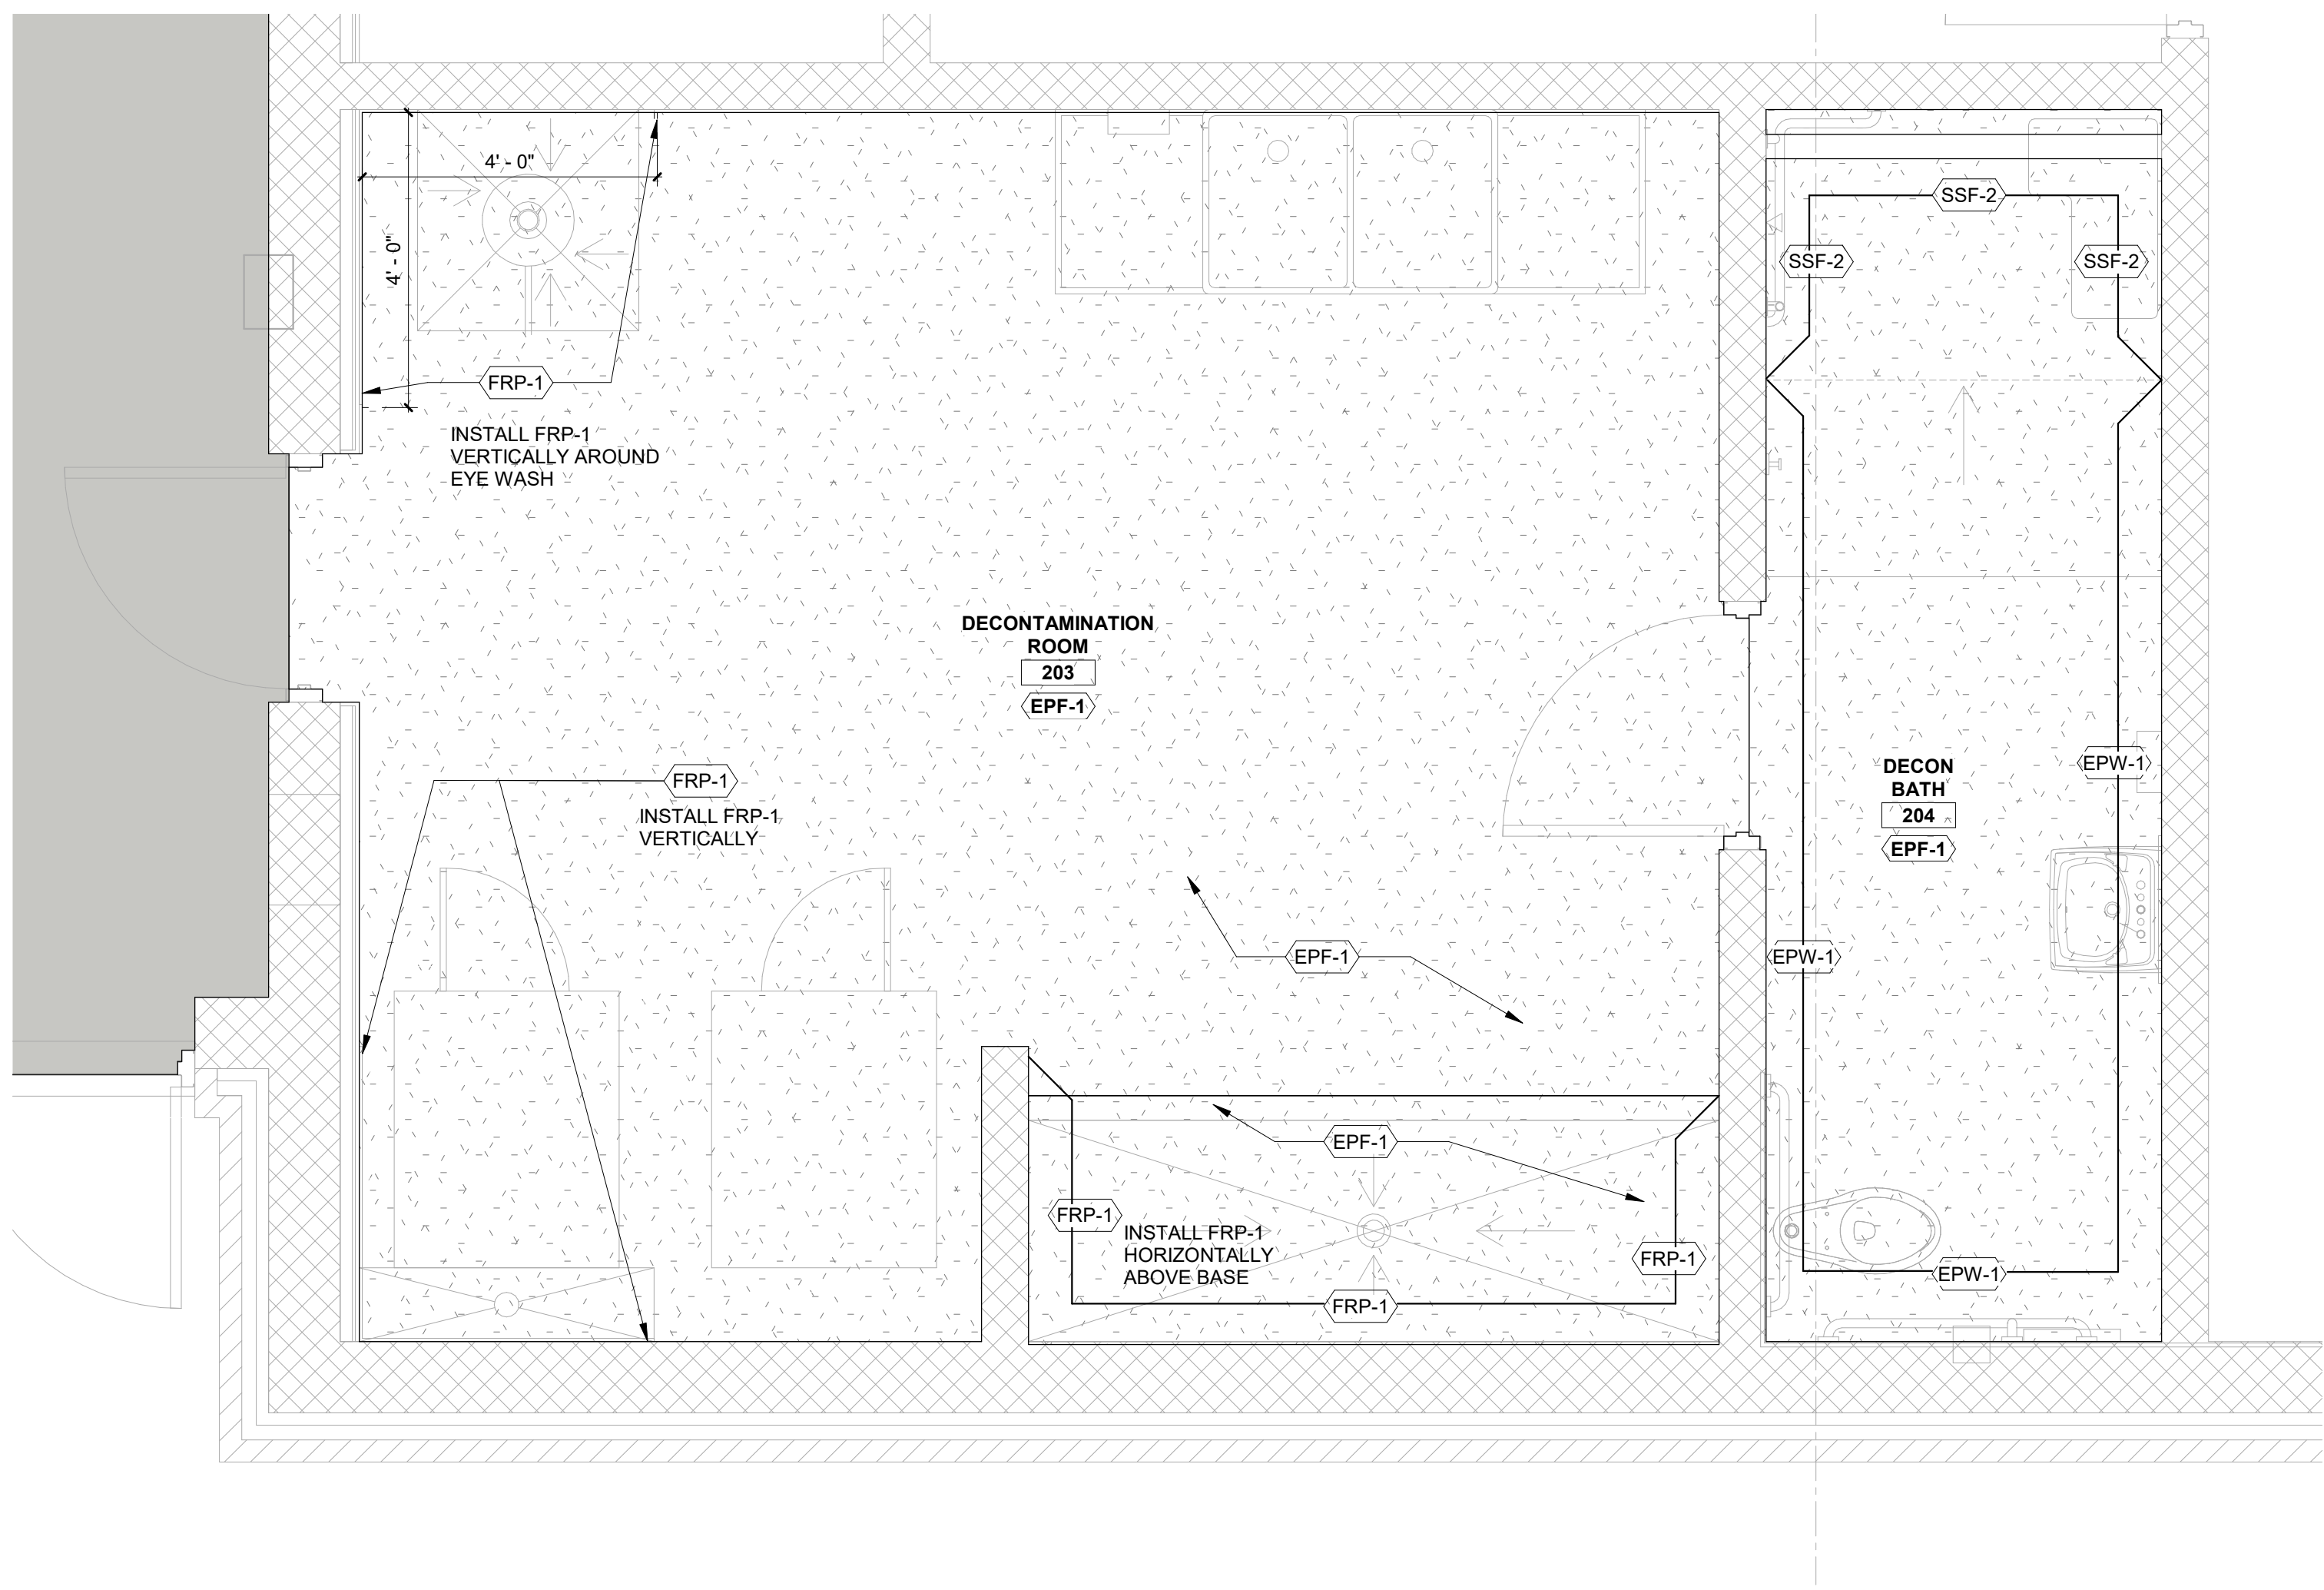 4' - 0"
4' - 0"
FRP-1
INSTALL FRP-1
VERTICALLY AROUND
EYE WASH
SSF-2
SSF-2
SSF-2
DECONTAMINATION
ROOM
203
EPF-1
FRP-1
INSTALL FRP-1
VERTICALLY
EPW-1
DECON
BATH
204
EPF-1
EPF-1
EPW-1
EPF-1
FRP-1
INSTALL FRP-1
HORIZONTALLY
ABOVE BASE
FRP-1
FRP-1
EPW-1